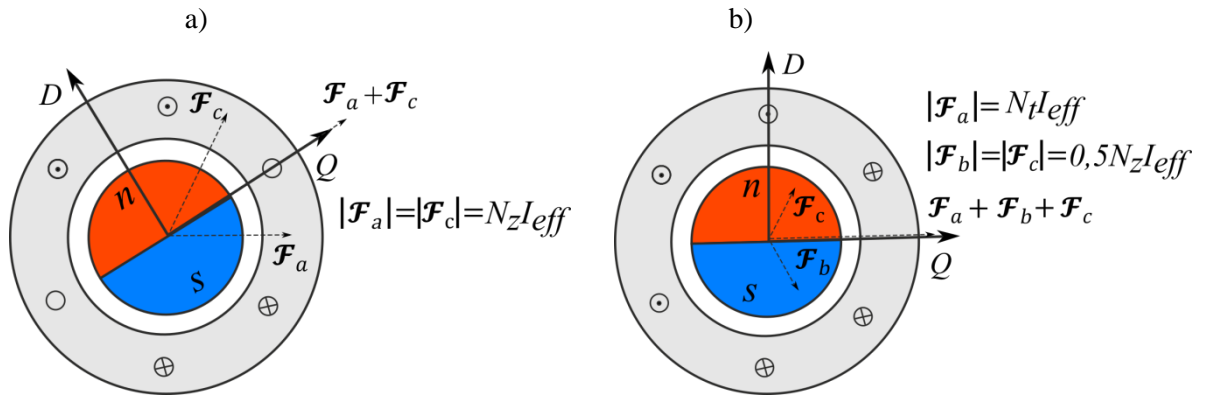 a)
D
𝓕c
𝓕a+𝓕c
Q
n
s
𝓕a
|𝓕a|=|𝓕c|=NzIeff
b)
D
n
s
𝓕c
𝓕b
Q
|𝓕a|= NtIeff
|𝓕b|=|𝓕c|=0,5NzIeff
𝓕a + 𝓕b + 𝓕c